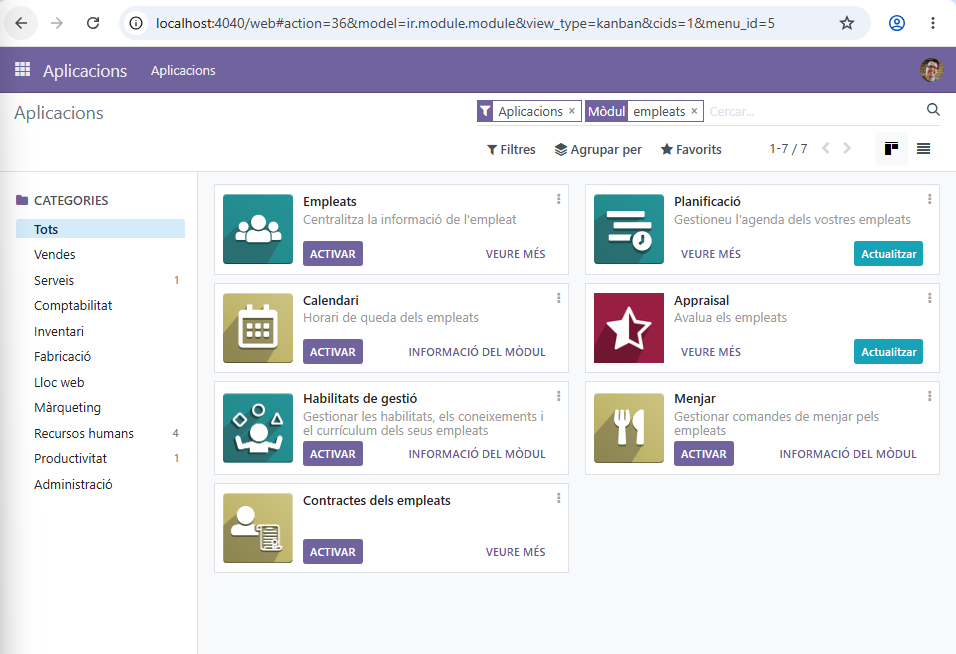 localhost:4040/web#action=36&model=ir.module.module&view_type=kanban&cids=1&menu_id=5
Aplicacions Aplicacions
Aplicacions
Aplicacions × Mòdul empleats × Cercar...
Filtres Agrupar per Favorits 1-7 / 7
CATEGORIES
Tots
Vendes
Serveis 1
Comptabilitat
Inventari
Fabricació
Lloc web
Màrqueting
Recursos humans 4
Productivitat 1
Administració
Empleats
Centralitza la informació de l'empleat
ACTIVAR VEURE MÉS
Planificació
Gestioneu l'agenda dels vostres empleats
VEURE MÉS Actualitzar
Calendari
Horari de queda dels empleats
ACTIVAR INFORMACIÓ DEL MÒDUL
Appraisal
Avalua els empleats
VEURE MÉS Actualitzar
Habilitats de gestió
Gestionar les habilitats, els coneixements i
el currículum dels seus empleats
ACTIVAR INFORMACIÓ DEL MÒDUL
Menjar
Gestionar comandes de menjar pels
empleats
ACTIVAR INFORMACIÓ DEL MÒDUL
Contractes dels empleats
ACTIVAR VEURE MÉS